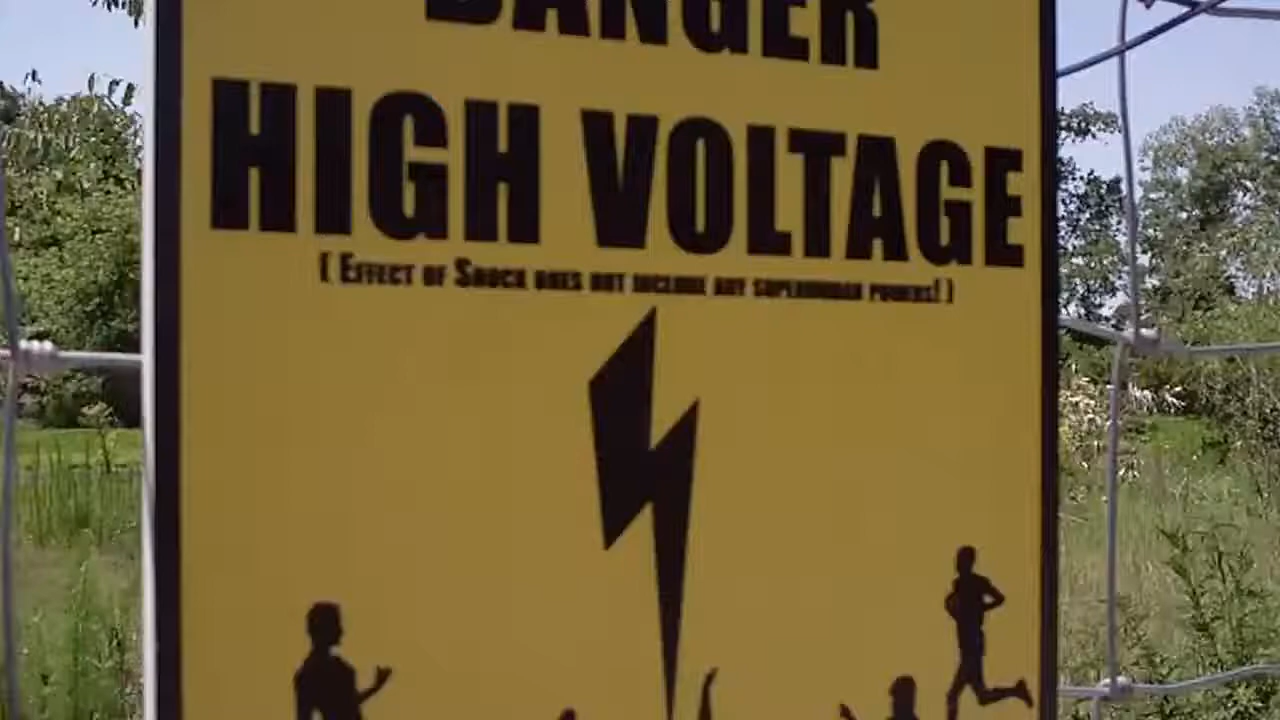 DANGER
HIGH VOLTAGE
( Effect of Shock does not include any superhuman powers! )